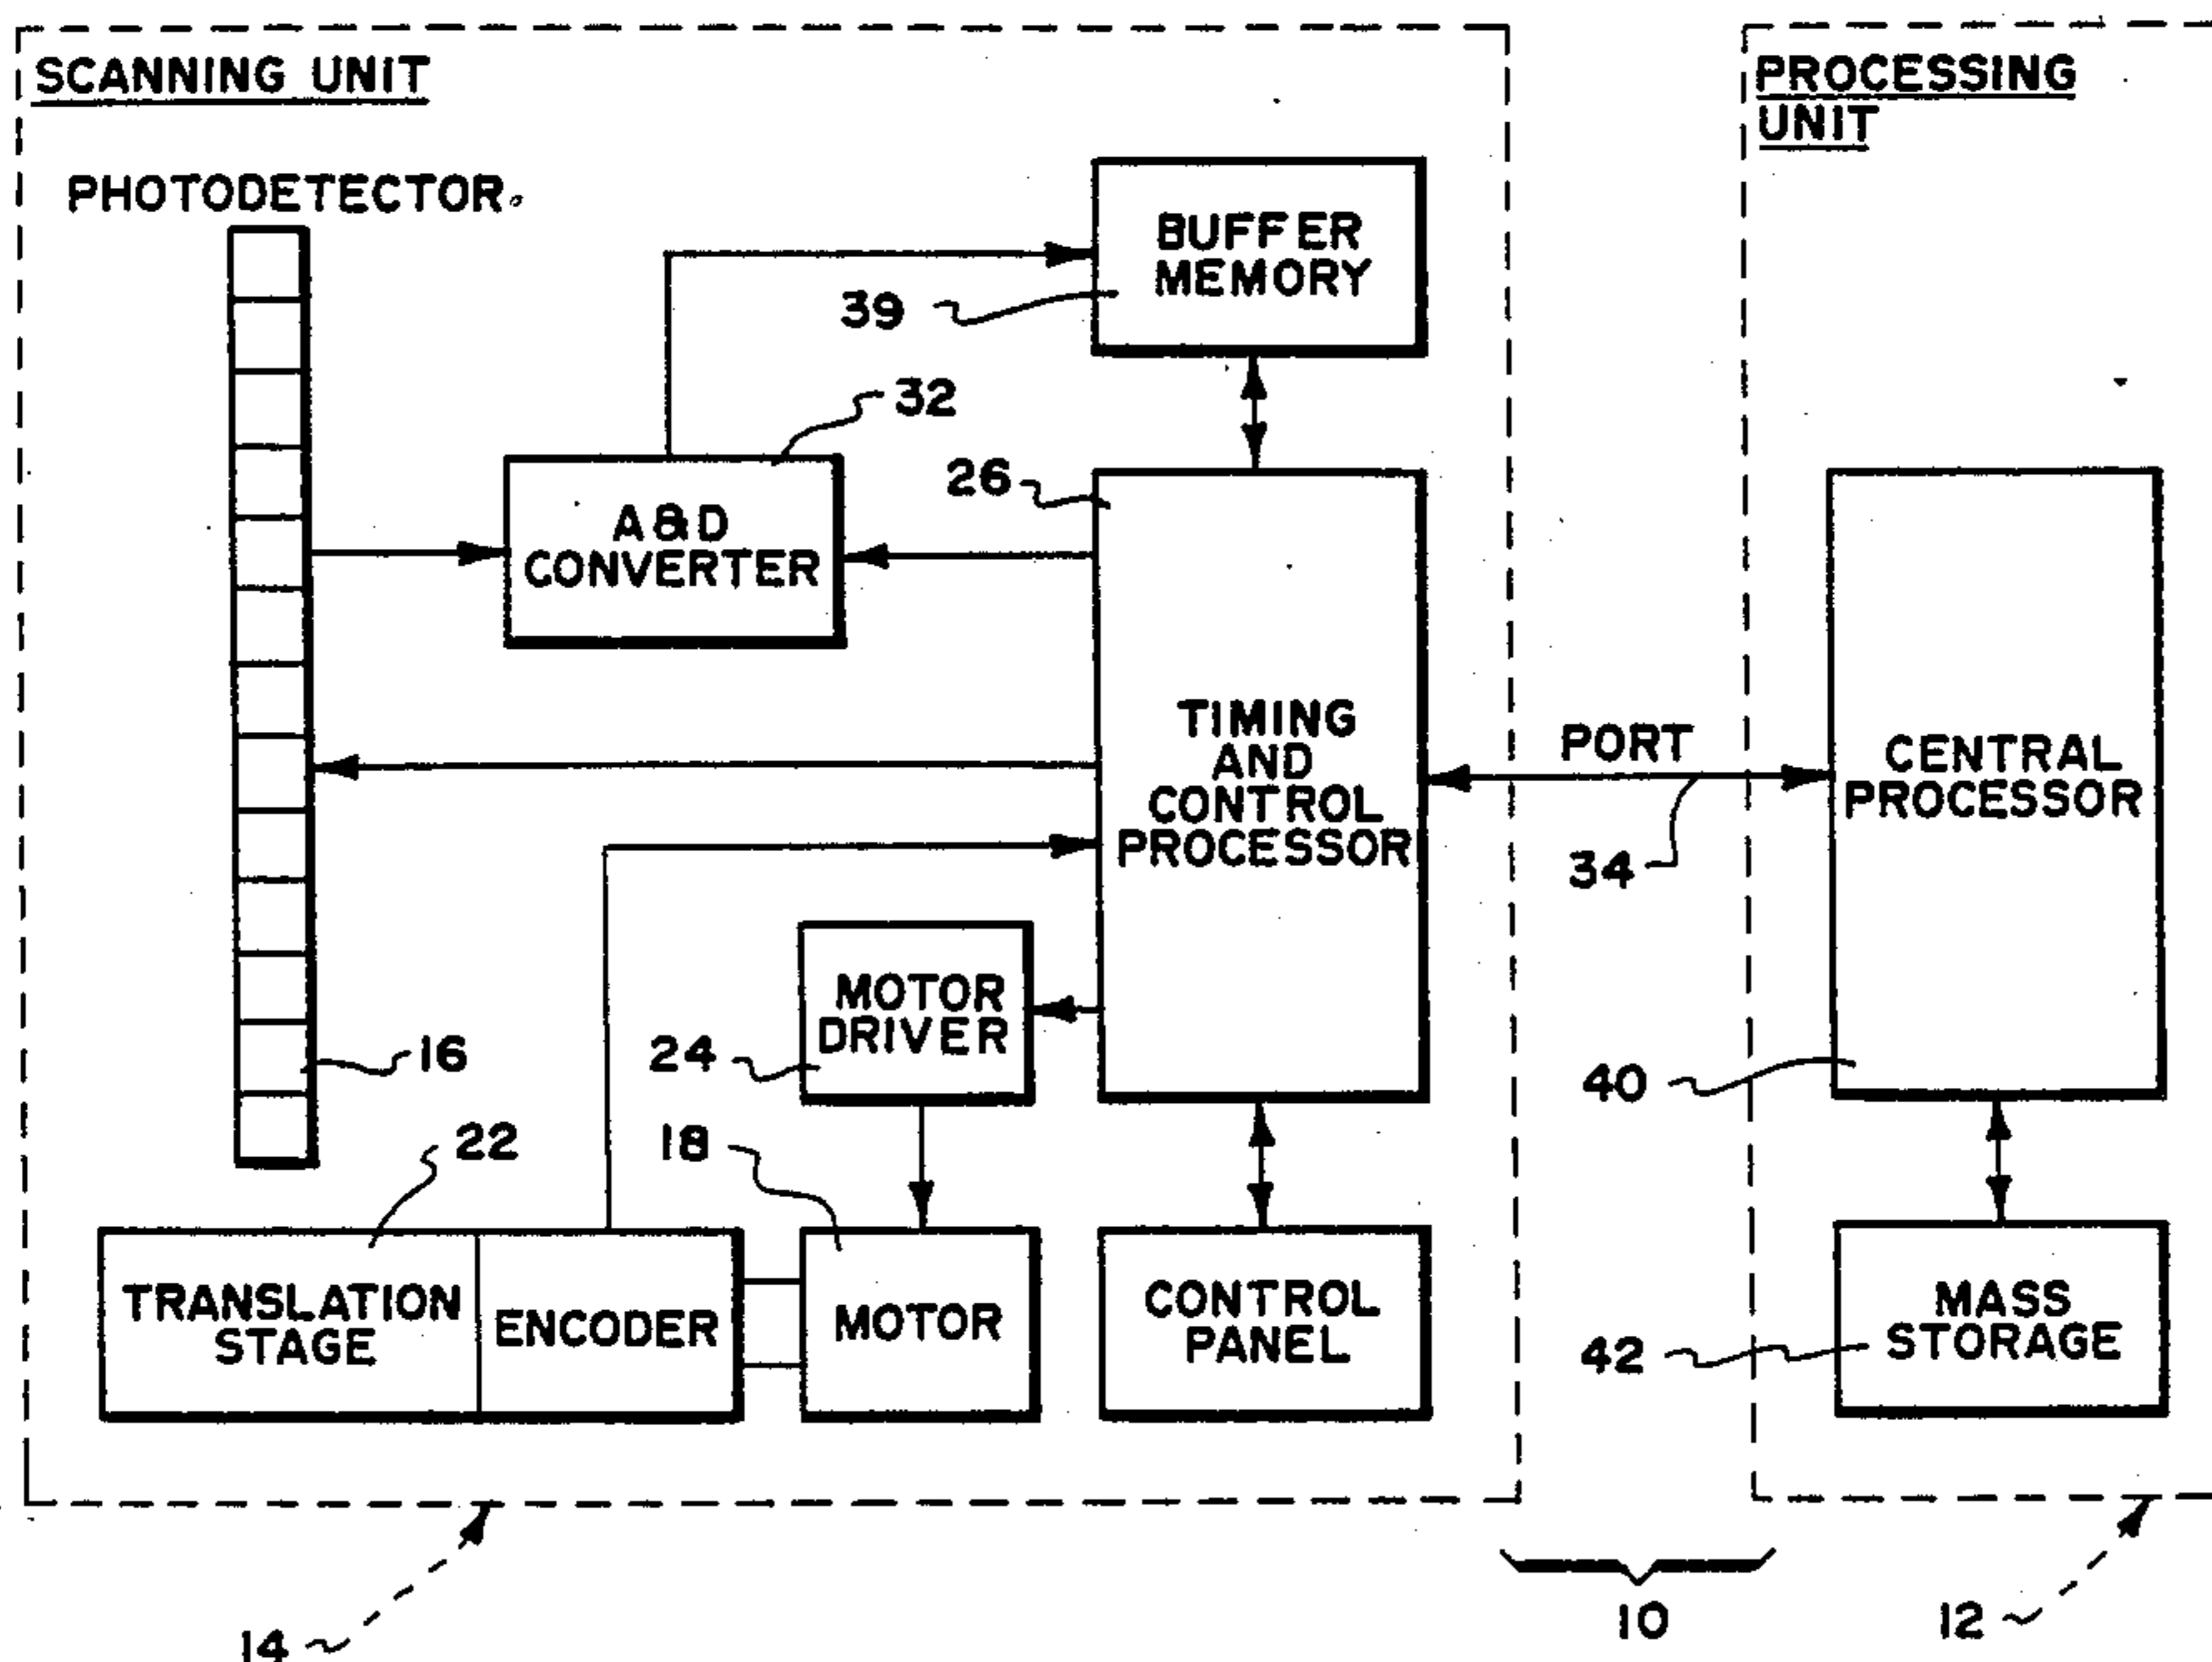 SCANNING UNIT
PROCESSING
UNIT
PHOTODETECTOR
BUFFER
MEMORY
39
32
26
A&D
CONVERTER
TIMING
AND
CONTROL
PROCESSOR
PORT
34
CENTRAL
PROCESSOR
MOTOR
DRIVER
24
16
40
22
18
TRANSLATION
STAGE
ENCODER
MOTOR
CONTROL
PANEL
MASS
STORAGE
42
14
10
12